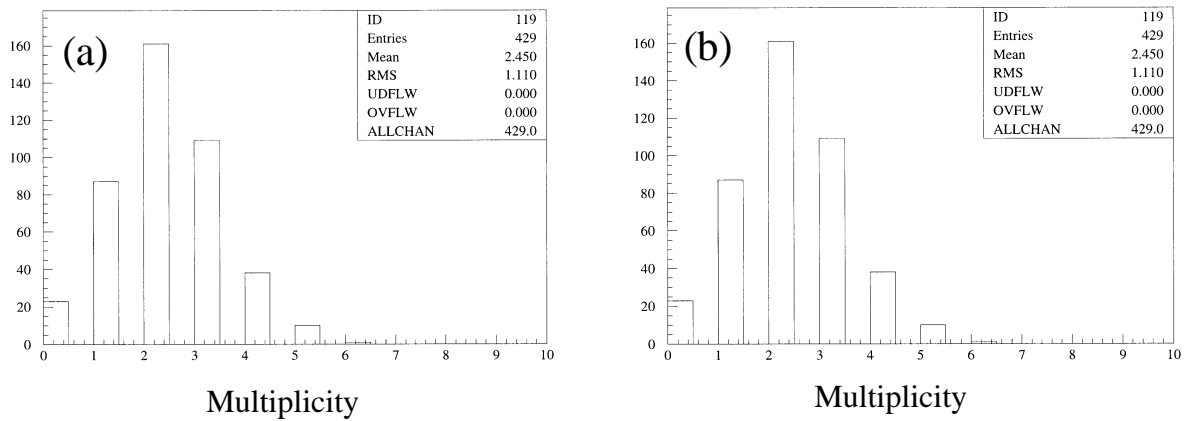 (a)
ID 119
Entries 429
Mean 2.450
RMS 1.110
UDFLW 0.000
OVFLW 0.000
ALLCHAN 429.0
160
140
120
100
80
60
40
20
0
0 1 2 3 4 5 6 7 8 9 10
Multiplicity
(b)
ID 119
Entries 429
Mean 2.450
RMS 1.110
UDFLW 0.000
OVFLW 0.000
ALLCHAN 429.0
160
140
120
100
80
60
40
20
0
0 1 2 3 4 5 6 7 8 9 10
Multiplicity